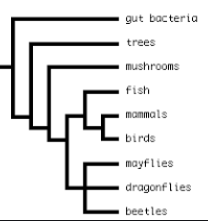 gut bacteria
trees
mushrooms
fish
mammals
birds
mayflies
dragonflies
beetles